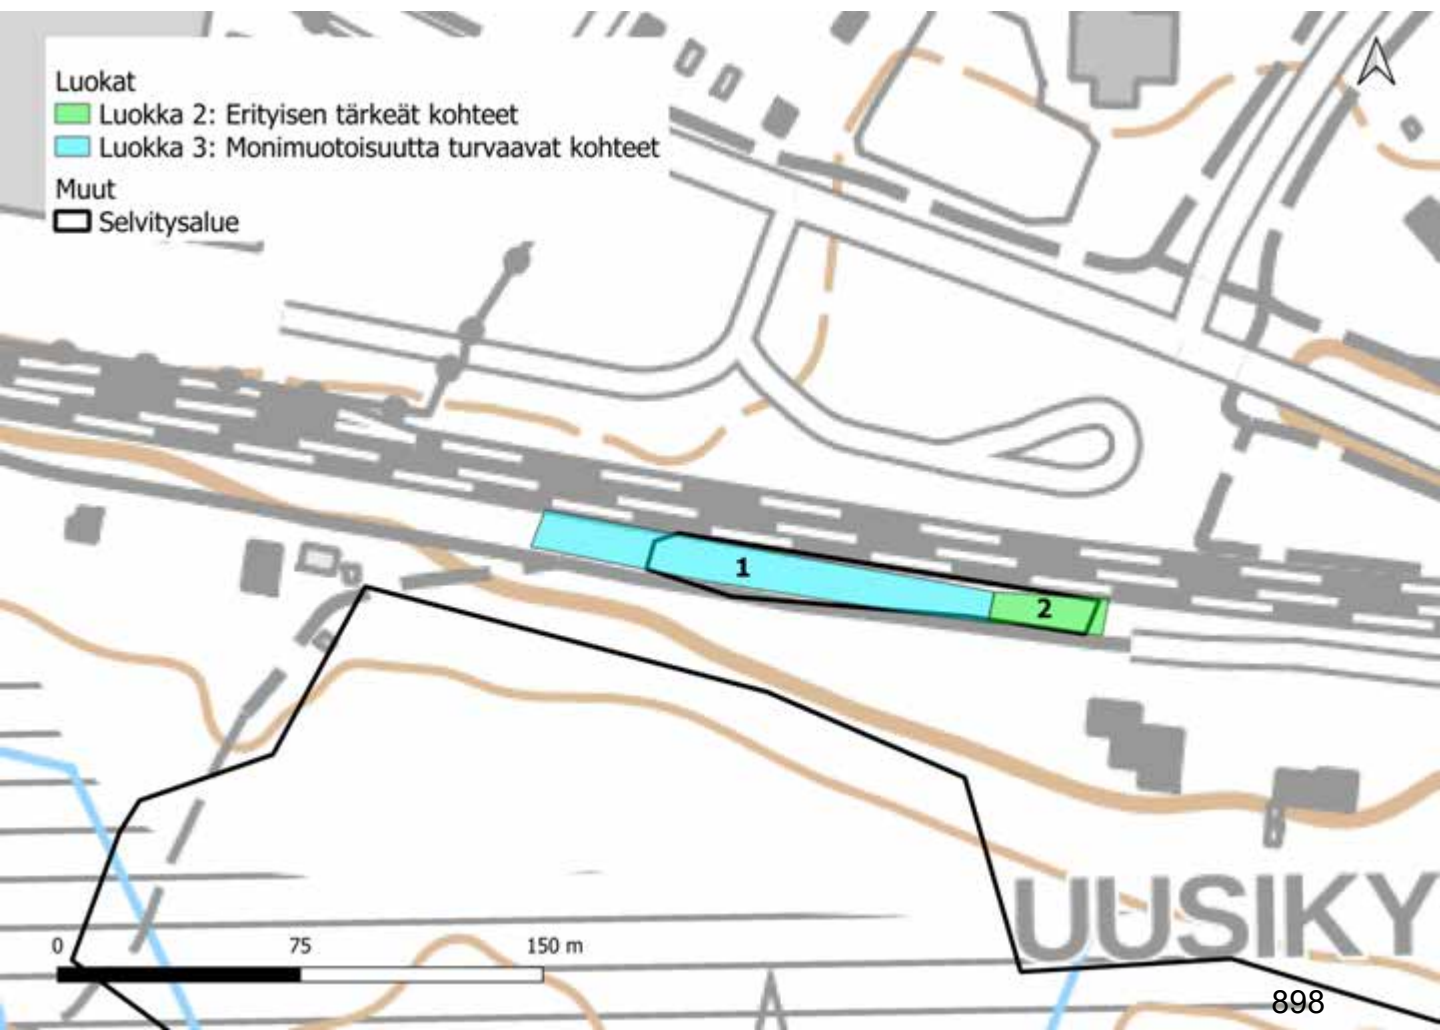 Luokat
Luokka 2: Erityisen tärkeät kohteet
Luokka 3: Monimuotoisuutta turvaavat kohteet
Muut
Selvitysalue
1
2
UUSIKY
0 75 150 m
898